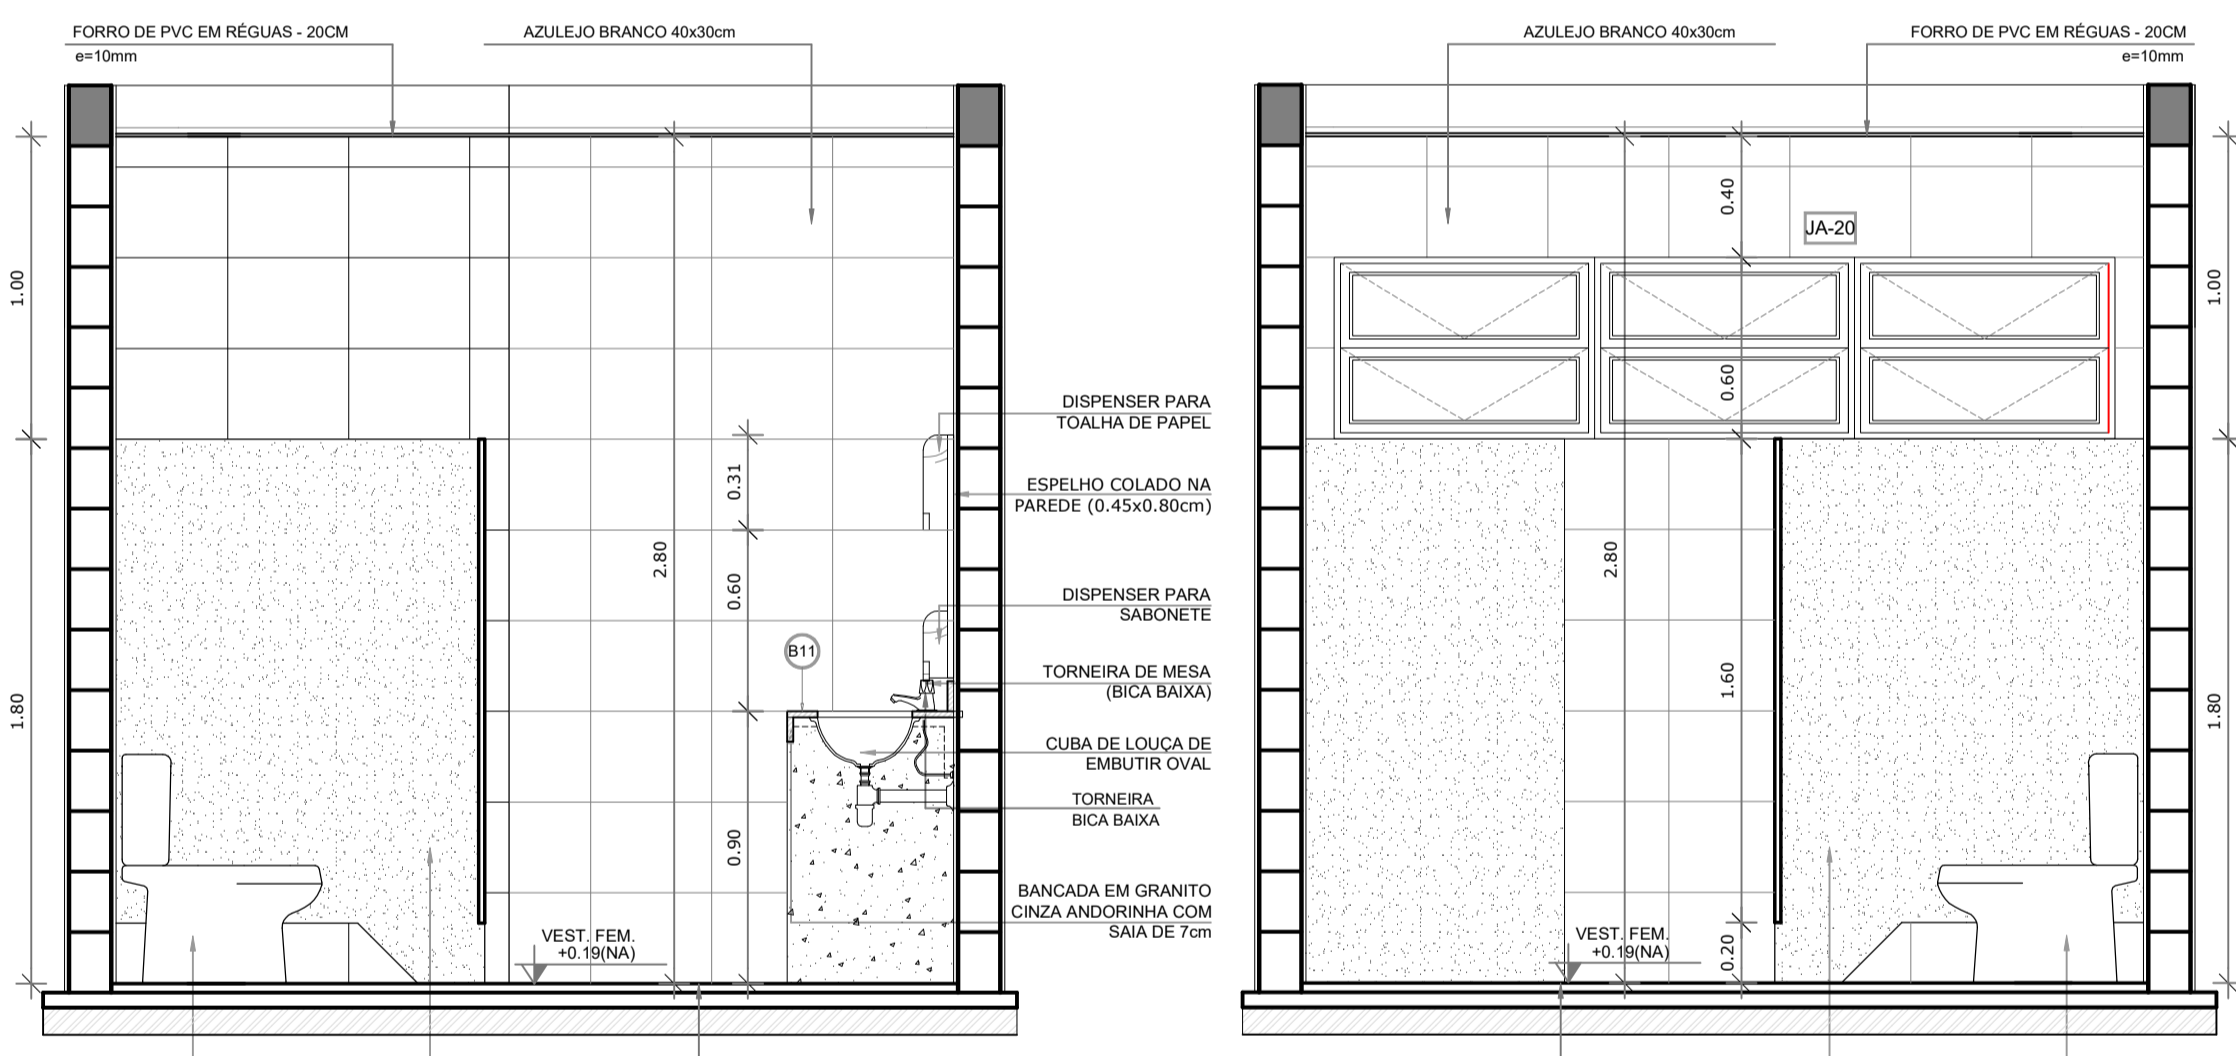 FORRO DE PVC EM RÉGUAS - 20CM
e=10mm
AZULEJO BRANCO 40x30cm
1.00
1.80
2.80
0.31
0.60
0.90
B11
VEST. FEM.
+0.19(NA)
DISPENSER PARA
TOALHA DE PAPEL
ESPELHO COLADO NA
PAREDE (0.45x0.80cm)
DISPENSER PARA
SABONETE
TORNEIRA DE MESA
(BICA BAIXA)
CUBA DE LOUÇA DE
EMBUTIR OVAL
TORNEIRA
BICA BAIXA
BANCADA EM GRANITO
CINZA ANDORINHA COM
SAIA DE 7cm
AZULEJO BRANCO 40x30cm
FORRO DE PVC EM RÉGUAS - 20CM
e=10mm
0.40
JA-20
0.60
2.80
1.60
0.20
VEST. FEM.
+0.19(NA)
1.00
1.80